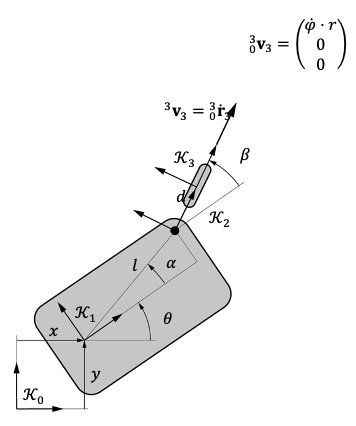 ³₀𝐯₃ = (φ̇ · r
0
0)
³𝐯₃ = ³₀𝐫̇₃
𝒦₃
β
d
𝒦₂
l
α
𝒦₁
x
θ
y
𝒦₀